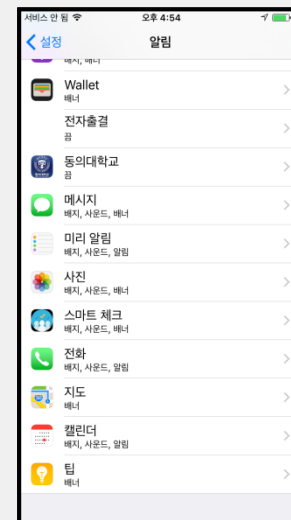 서비스 안 됨
오후 4:54
설정
알림
배지, 배너
Wallet
배너
전자출결
끔
동의대학교
끔
메시지
배지, 사운드, 배너
미리 알림
배지, 사운드, 알림
사진
배지, 사운드, 배너
스마트 체크
배지, 사운드, 배너
전화
배지, 사운드, 알림
지도
배너
캘린더
배지, 사운드, 알림
팁
배너